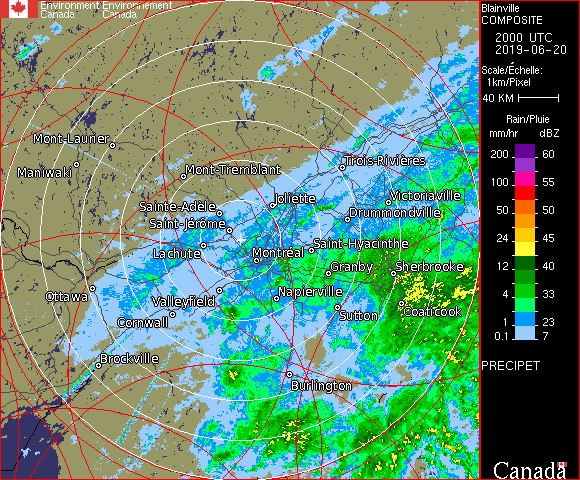 Environment Environnement
Canada Canada
Blainville
COMPOSITE
2000 UTC
2019-06-20
Scale/Échelle:
1km/Pixel
40 KM
Rain/Pluie
mm/hr dBZ
200 60
100 55
50 50
24 45
12 40
4 33
1 23
0.1 7
PRECIPET
Canada
Mont-Laurier
Maniwaki
Mont-Tremblant
Trois-Rivières
Joliette
Victoriaville
Sainte-Adele
Drummondville
Saint-Jérôme
Lachute
Montréal
Saint-Hyacinthe
Granby
Sherbrooke
Ottawa
Valleyfield
Napierville
Sutton
Coaticook
Cornwall
Brockville
Burlington